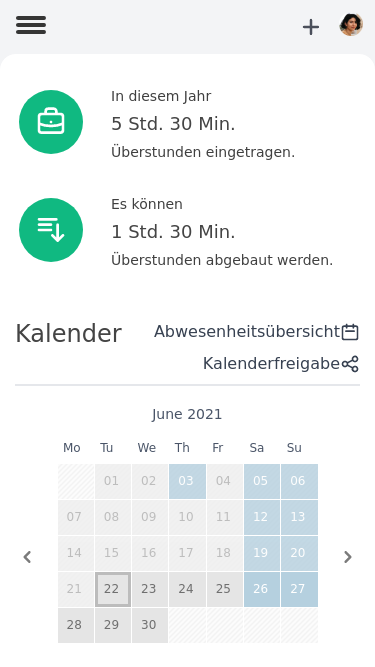 In diesem Jahr
5 Std. 30 Min.
Überstunden eingetragen.
Es können
1 Std. 30 Min.
Überstunden abgebaut werden.
Kalender
Abwesenheitsübersicht
Kalenderfreigabe
June 2021
Mo Tu We Th Fr Sa Su
01 02 03 04 05 06
07 08 09 10 11 12 13
14 15 16 17 18 19 20
21 22 23 24 25 26 27
28 29 30